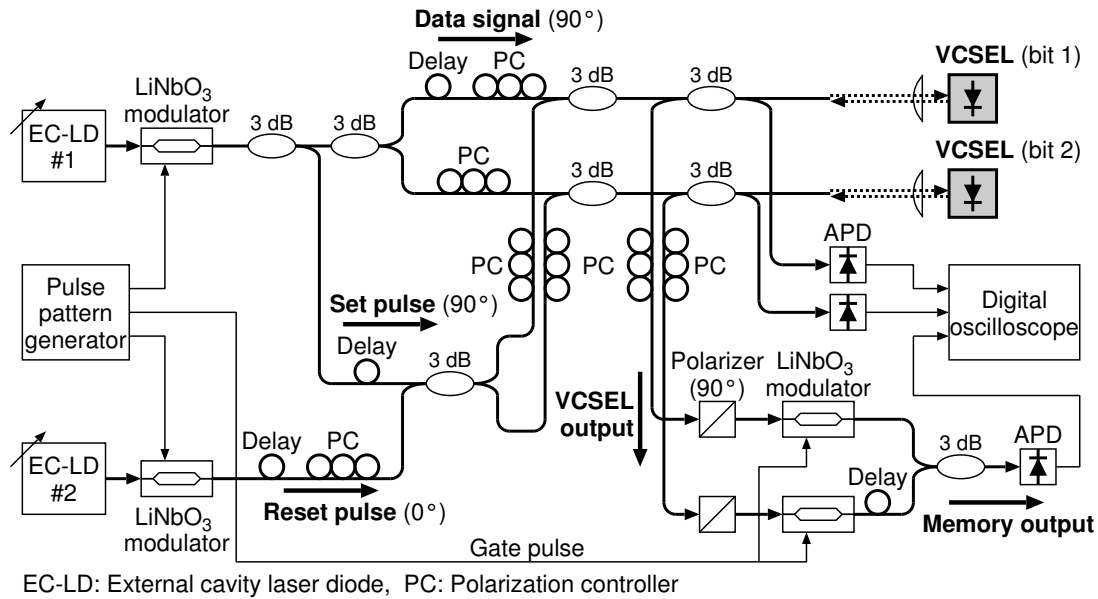 Data signal (90°)
Delay
PC
3 dB
3 dB
VCSEL (bit 1)
LiNbO3
modulator
EC-LD
#1
3 dB
3 dB
PC
3 dB
3 dB
VCSEL (bit 2)
APD
PC
PC
PC
Pulse
pattern
generator
Set pulse (90°)
Delay
3 dB
Digital
oscilloscope
Polarizer
(90°)
LiNbO3
modulator
VCSEL
output
EC-LD
#2
Delay
PC
Reset pulse (0°)
LiNbO3
modulator
3 dB
APD
Delay
Memory output
Gate pulse
EC-LD: External cavity laser diode, PC: Polarization controller